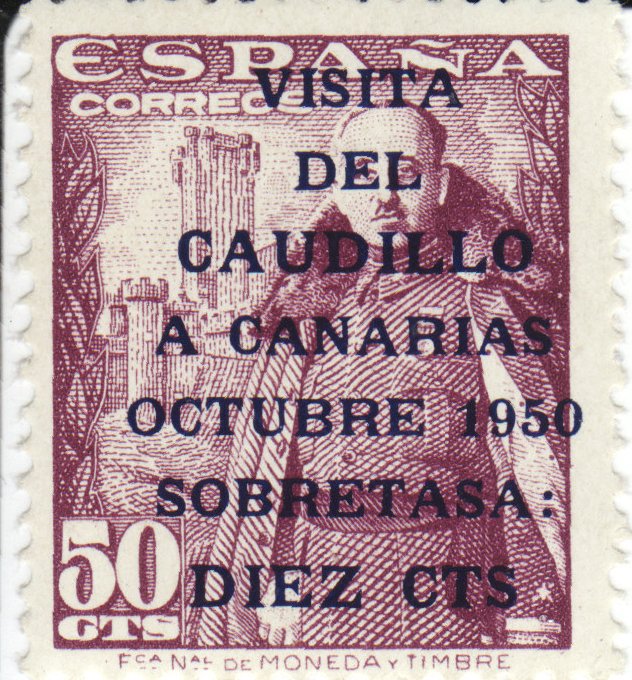 ESPAÑA
CORREOS
VISITA
DEL
CAUDILLO
A CANARIAS
OCTUBRE 1950
SOBRETASA:
DIEZ CTS
50
CTS
FCA NAL DE MONEDA Y TIMBRE